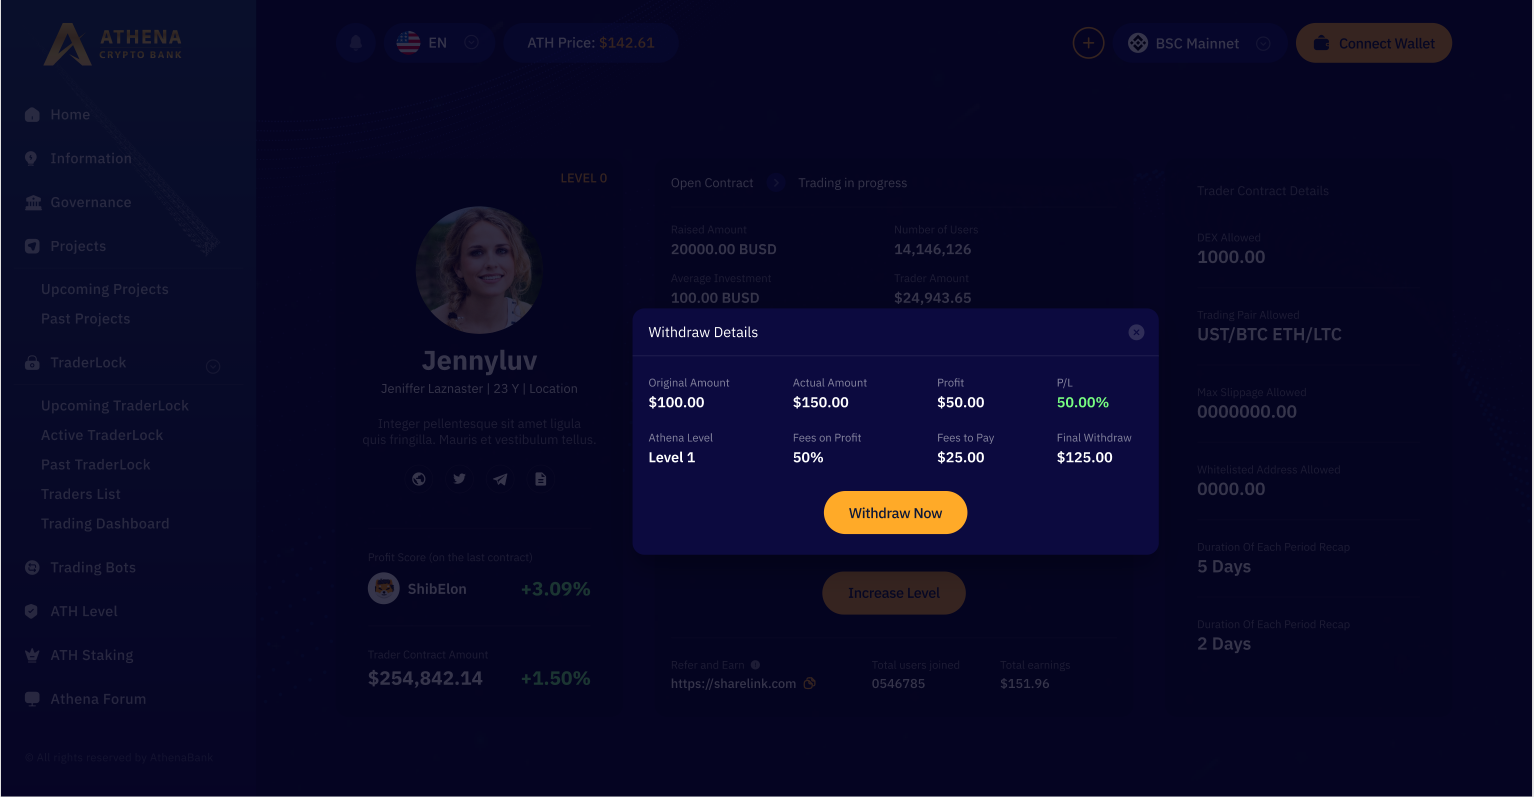 ATHENA
CRYPTO BANK
EN
ATH Price: $142.61
BSC Mainnet
Connect Wallet
Home
Information
Governance
Projects
Upcoming Projects
Past Projects
TraderLock
Upcoming TraderLock
Active TraderLock
Past TraderLock
Traders List
Trading Dashboard
Trading Bots
ATH Level
ATH Staking
Athena Forum
© All rights reserved by AthenaBank
LEVEL 0
Jennyluv
Jeniffer Laznaster | 23 Y | Location
Integer pellentesque sit amet ligula
quis fringilla. Mauris et vestibulum tellus.
Profit Score (on the last contract)
ShibElon +3.09%
Trader Contract Amount
$254,842.14 +1.50%
Open Contract Trading in progress
Raised Amount Number of Users
20000.00 BUSD 14,146,126
Average Investment Trader Amount
100.00 BUSD $24,943.65
Withdraw Details
Original Amount Actual Amount Profit P/L
$100.00 $150.00 $50.00 50.00%
Athena Level Fees on Profit Fees to Pay Final Withdraw
Level 1 50% $25.00 $125.00
Withdraw Now
Increase Level
Refer and Earn Total users joined Total earnings
https://sharelink.com 0546785 $151.96
Trader Contract Details
DEX Allowed
1000.00
Trading Pair Allowed
UST/BTC ETH/LTC
Max Slippage Allowed
0000000.00
Whitelisted Address Allowed
0000.00
Duration Of Each Period Recap
5 Days
Duration Of Each Period Recap
2 Days